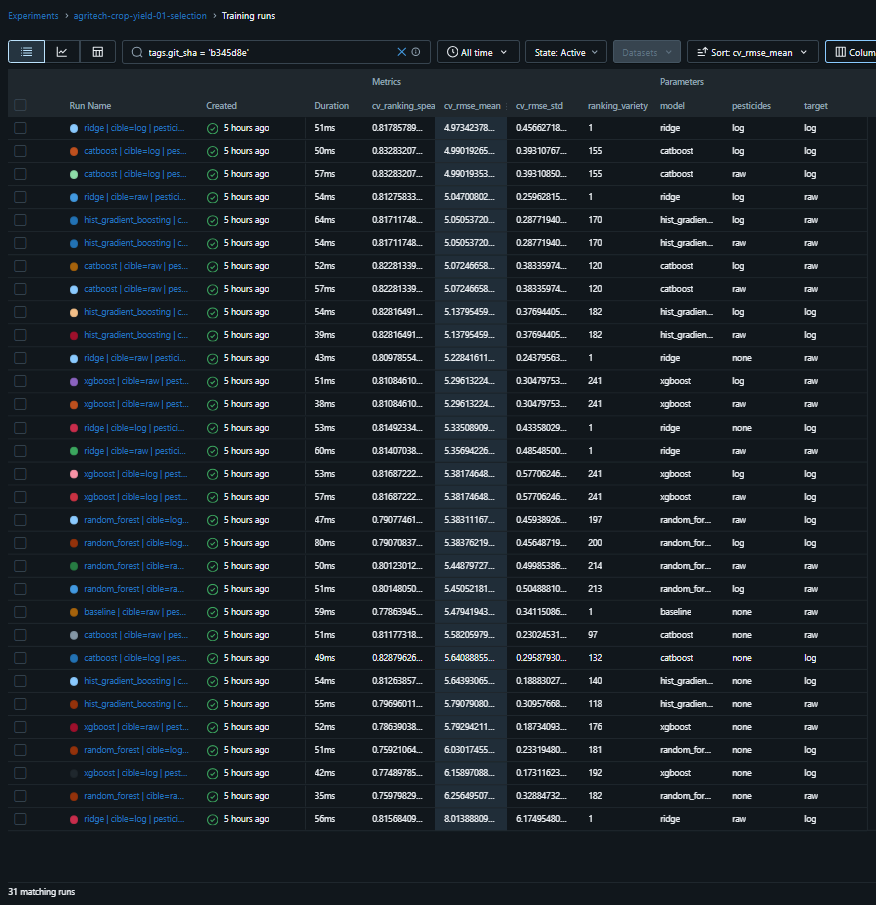 Experiments > agritech-crop-yield-01-selection > Training runs
tags.git_sha = 'b345d8e' All time State: Active Datasets Sort: cv_rmse_mean Colum
Metrics Parameters
Run Name Created Duration cv_ranking_spea cv_rmse_mean cv_rmse_std ranking_variety model pesticides target
ridge | cible=log | pestici... 5 hours ago 51ms 0.81785789... 4.97342378... 0.45662718... 1 ridge log log
catboost | cible=log | pes... 5 hours ago 50ms 0.83283207... 4.99019265... 0.39310767... 155 catboost log log
catboost | cible=log | pes... 5 hours ago 57ms 0.83283207... 4.99019353... 0.39310850... 155 catboost raw log
ridge | cible=raw | pestici... 5 hours ago 54ms 0.81275833... 5.04700802... 0.25962815... 1 ridge log raw
hist_gradient_boosting | c... 5 hours ago 64ms 0.81711748... 5.05053720... 0.28771940... 170 hist_gradien... log raw
hist_gradient_boosting | c... 5 hours ago 54ms 0.81711748... 5.05053720... 0.28771940... 170 hist_gradien... raw raw
catboost | cible=raw | pes... 5 hours ago 52ms 0.82281339... 5.07246658... 0.38335974... 120 catboost log raw
catboost | cible=raw | pes... 5 hours ago 57ms 0.82281339... 5.07246658... 0.38335974... 120 catboost raw raw
hist_gradient_boosting | c... 5 hours ago 54ms 0.82816491... 5.13795459... 0.37694405... 182 hist_gradien... log log
hist_gradient_boosting | c... 5 hours ago 39ms 0.82816491... 5.13795459... 0.37694405... 182 hist_gradien... raw log
ridge | cible=raw | pestici... 5 hours ago 43ms 0.80978554... 5.22841611... 0.24379563... 1 ridge none raw
xgboost | cible=raw | pest... 5 hours ago 51ms 0.81084610... 5.29613224... 0.30479753... 241 xgboost log raw
xgboost | cible=raw | pest... 5 hours ago 38ms 0.81084610... 5.29613224... 0.30479753... 241 xgboost raw raw
ridge | cible=log | pestici... 5 hours ago 53ms 0.81492334... 5.33508909... 0.43358029... 1 ridge none log
ridge | cible=raw | pestici... 5 hours ago 60ms 0.81407038... 5.35694226... 0.48548500... 1 ridge raw raw
xgboost | cible=log | pest... 5 hours ago 53ms 0.81687222... 5.38174648... 0.57706246... 241 xgboost log log
xgboost | cible=log | pest... 5 hours ago 57ms 0.81687222... 5.38174648... 0.57706246... 241 xgboost raw log
random_forest | cible=log... 5 hours ago 47ms 0.79077461... 5.38311167... 0.45938926... 197 random_for... raw log
random_forest | cible=log... 5 hours ago 80ms 0.79070837... 5.38376219... 0.45648719... 200 random_for... log log
random_forest | cible=ra... 5 hours ago 50ms 0.80123012... 5.44879727... 0.49985386... 214 random_for... raw raw
random_forest | cible=ra... 5 hours ago 51ms 0.80148050... 5.45052181... 0.50488810... 213 random_for... log raw
baseline | cible=raw | pes... 5 hours ago 59ms 0.77863945... 5.47941943... 0.34115086... 1 baseline none raw
catboost | cible=raw | pes... 5 hours ago 51ms 0.81177318... 5.58205979... 0.23024531... 97 catboost none raw
catboost | cible=log | pes... 5 hours ago 49ms 0.82879626... 5.64088855... 0.29587930... 132 catboost none log
hist_gradient_boosting | c... 5 hours ago 54ms 0.81263857... 5.64393065... 0.18883027... 140 hist_gradien... none log
hist_gradient_boosting | c... 5 hours ago 55ms 0.79696011... 5.79079080... 0.30957668... 118 hist_gradien... none raw
xgboost | cible=raw | pest... 5 hours ago 52ms 0.78639038... 5.79294211... 0.18734093... 176 xgboost none raw
random_forest | cible=log... 5 hours ago 51ms 0.75921064... 6.03017455... 0.23319480... 181 random_for... none log
xgboost | cible=log | pest... 5 hours ago 42ms 0.77489785... 6.15897088... 0.17311623... 192 xgboost none log
random_forest | cible=ra... 5 hours ago 35ms 0.75979829... 6.25649507... 0.32884732... 182 random_for... none raw
ridge | cible=log | pestici... 5 hours ago 56ms 0.81568409... 8.01388809... 6.17495480... 1 ridge raw log
31 matching runs